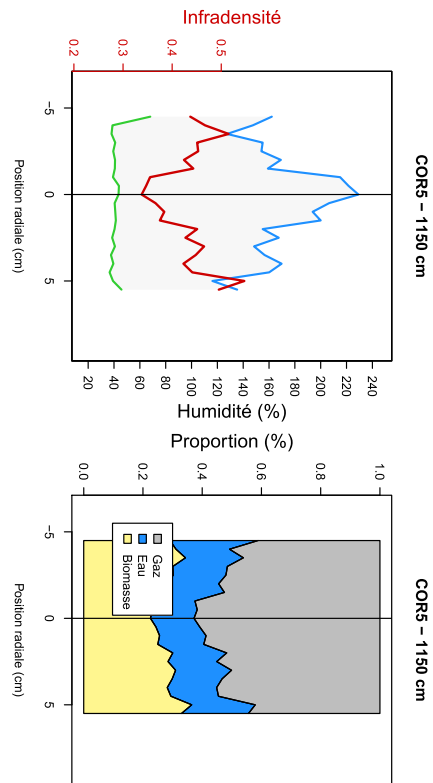 Infradensité
0.2
0.3
0.4
0.5
COR5 − 1150 cm
Position radiale (cm)
−5
0
5
20
40
60
80
100
120
140
160
180
200
220
240
Humidité (%)
Proportion (%)
0.0
0.2
0.4
0.6
0.8
1.0
COR5 − 1150 cm
Position radiale (cm)
−5
0
5
Gaz
Eau
Biomasse